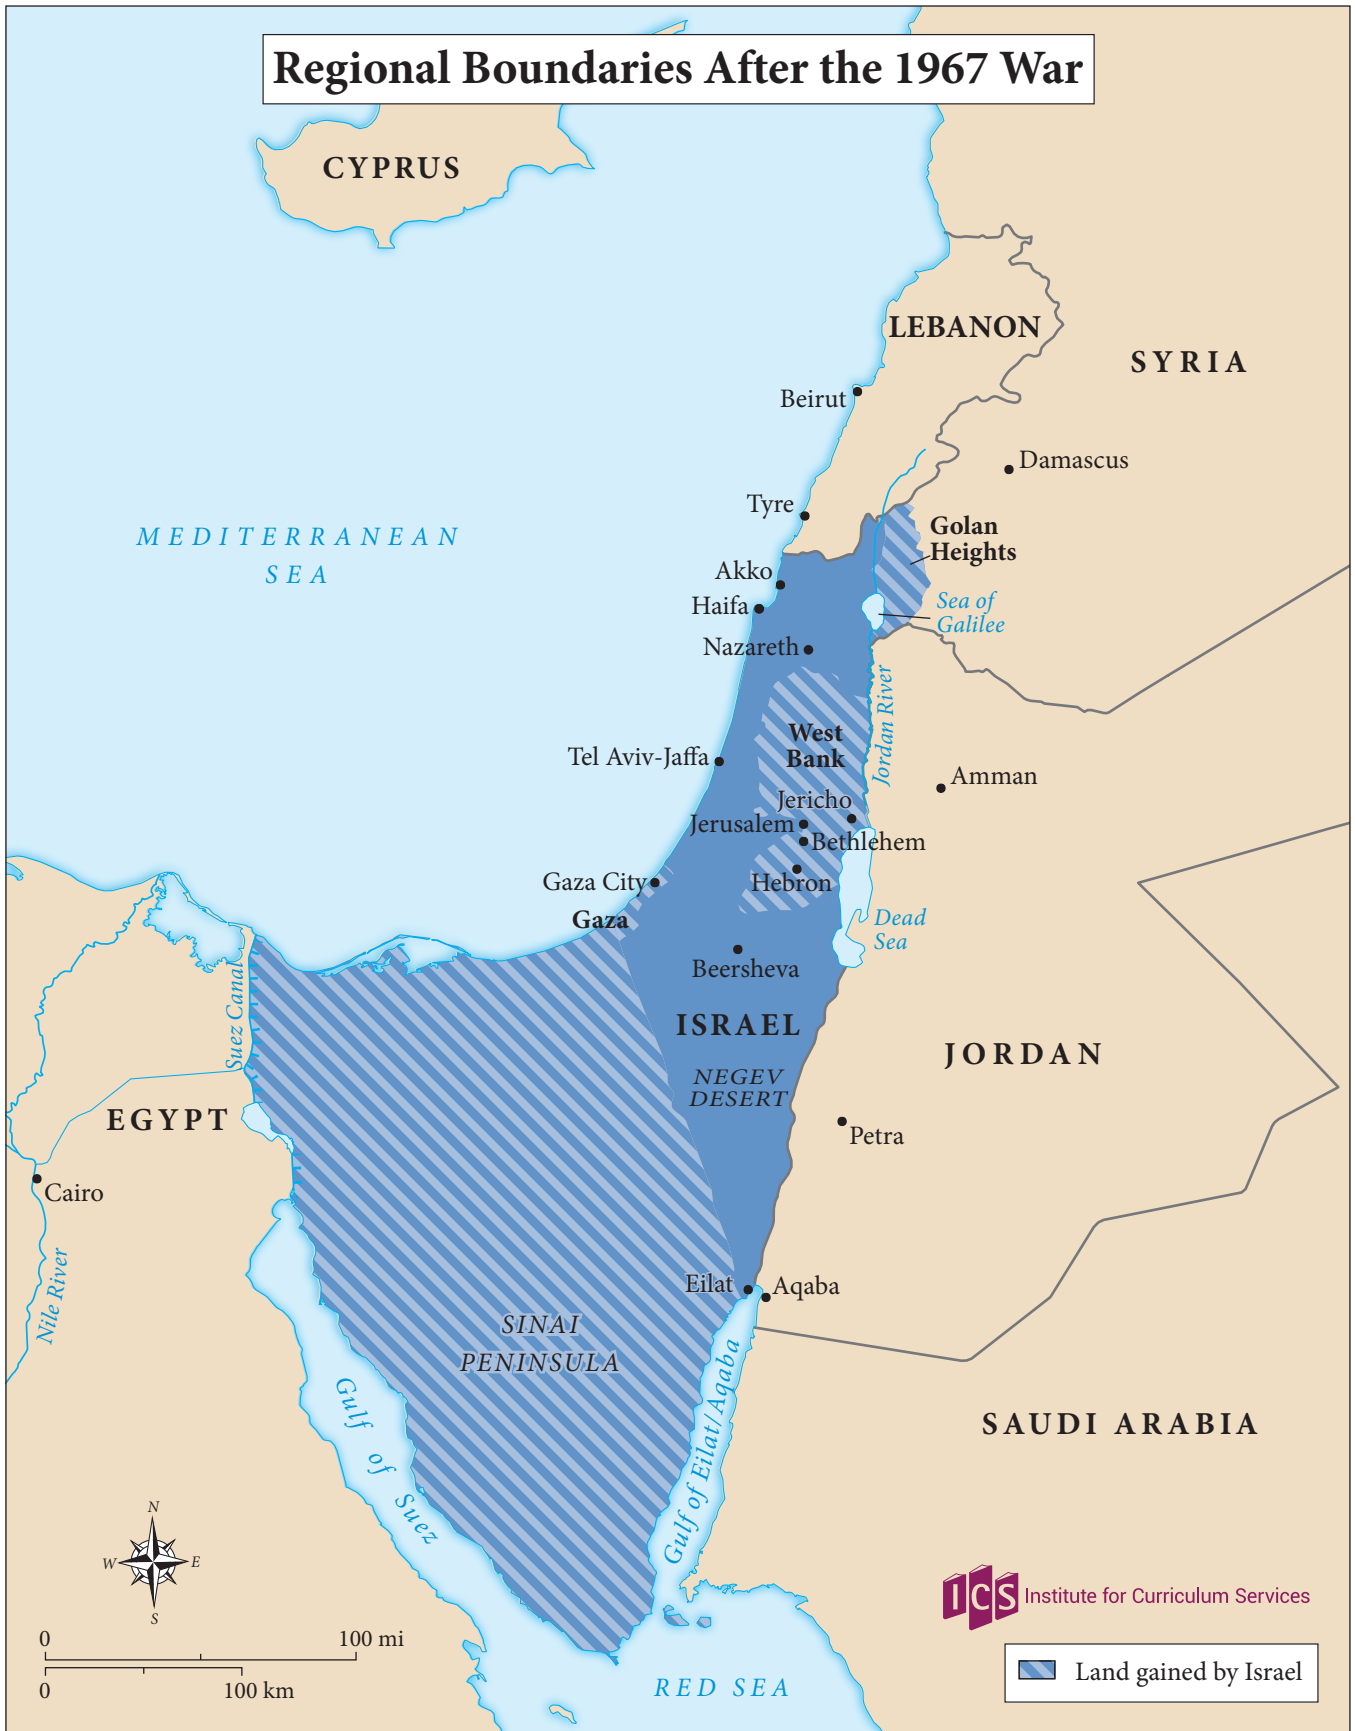 Regional Boundaries After the 1967 War
CYPRUS
LEBANON
SYRIA
Beirut
Damascus
Tyre
MEDITERRANEAN
SEA
Golan
Heights
Akko
Haifa
Sea of
Galilee
Nazareth
Jordan River
West
Bank
Tel Aviv-Jaffa
Amman
Jericho
Jerusalem
Bethlehem
Gaza City
Hebron
Gaza
Dead
Sea
Beersheva
Suez Canal
ISRAEL
JORDAN
NEGEV
DESERT
EGYPT
Petra
Cairo
Nile River
Eilat
Aqaba
SINAI
PENINSULA
Gulf of Suez
Gulf of Eilat/Aqaba
SAUDI ARABIA
N
W
E
S
ICS Institute for Curriculum Services
0 100 mi
0 100 km
RED SEA
Land gained by Israel